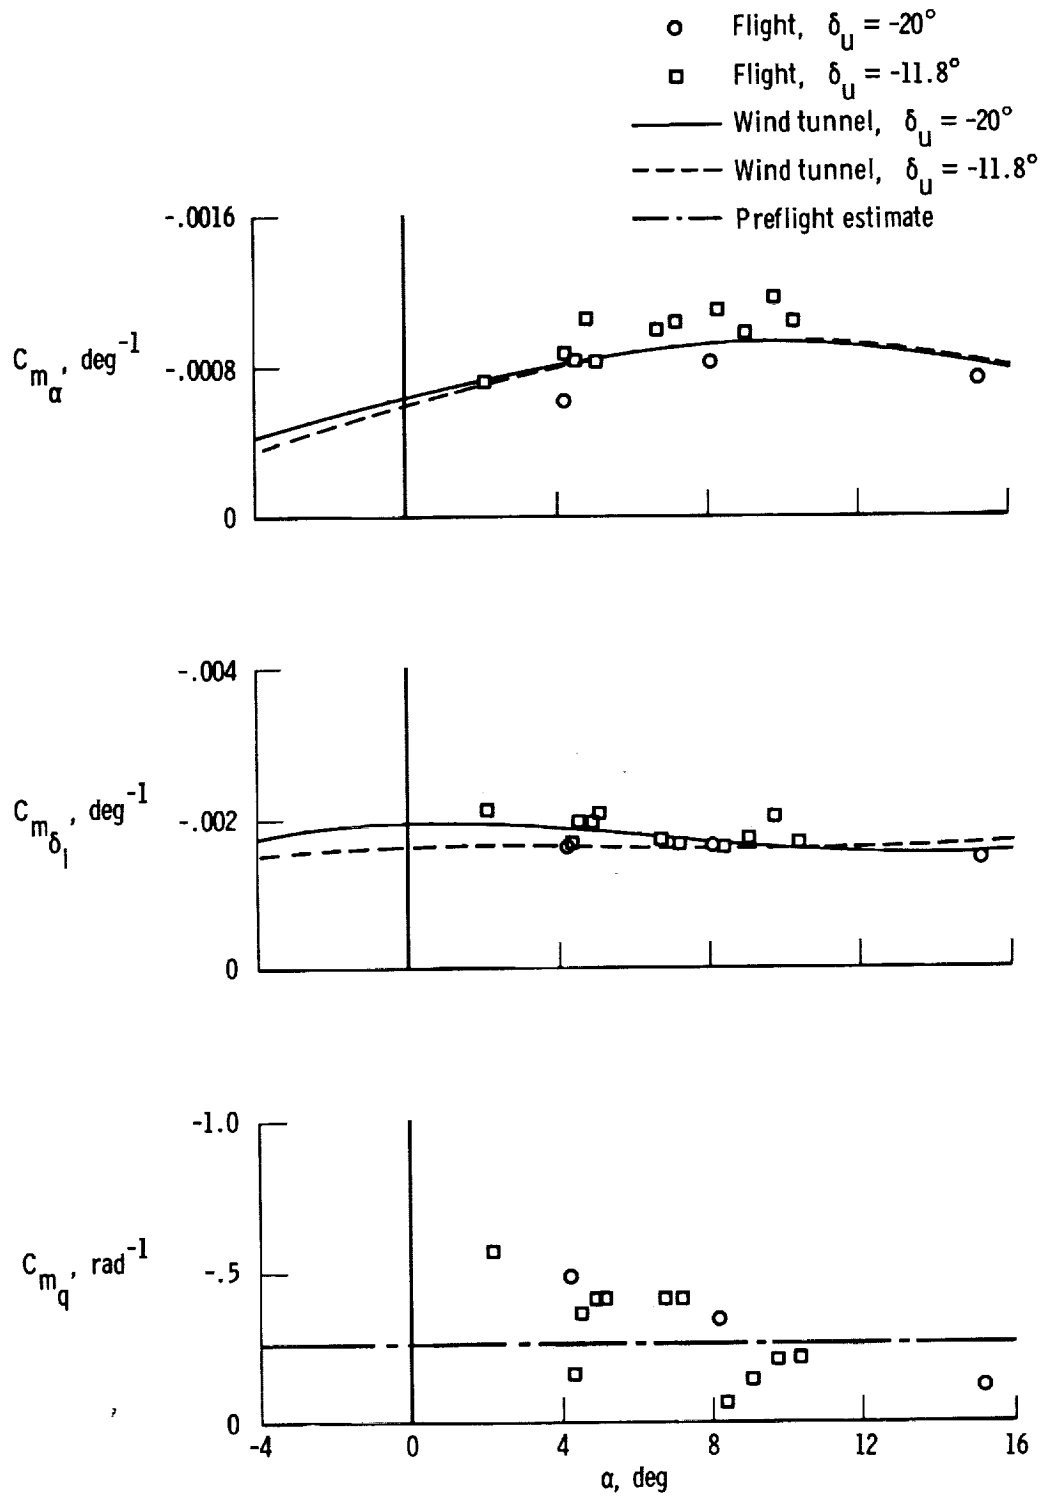 Flight, δu = -20°
Flight, δu = -11.8°
Wind tunnel, δu = -20°
Wind tunnel, δu = -11.8°
Preflight estimate
-.0016
Cmα, deg-1
-.0008
0
-.004
Cmδl, deg-1
-.002
0
-1.0
Cmq, rad-1
-.5
0
-4 0 4 8 12 16
α, deg